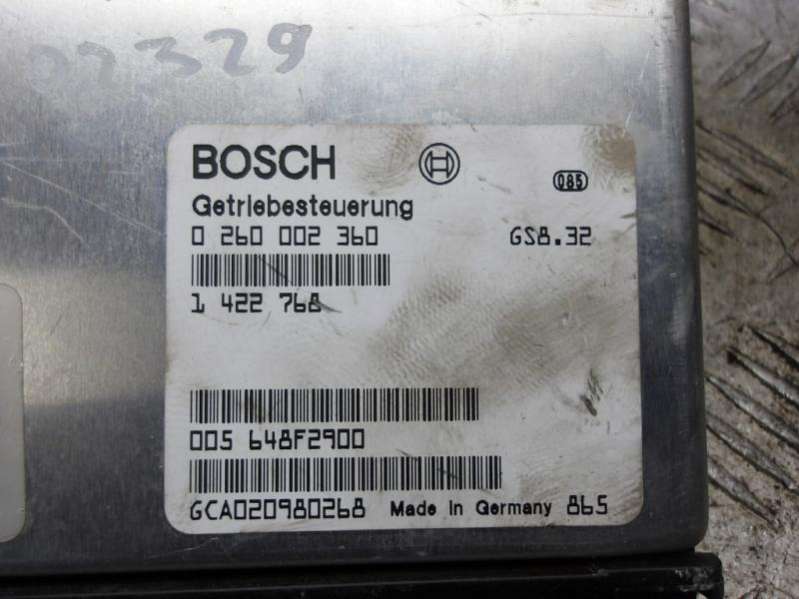 02329
BOSCH
085
Getriebesteuerung
0 260 002 360 GS8.32
1 422 768
005 648F2900
GCA020980268 Made In Germany 865